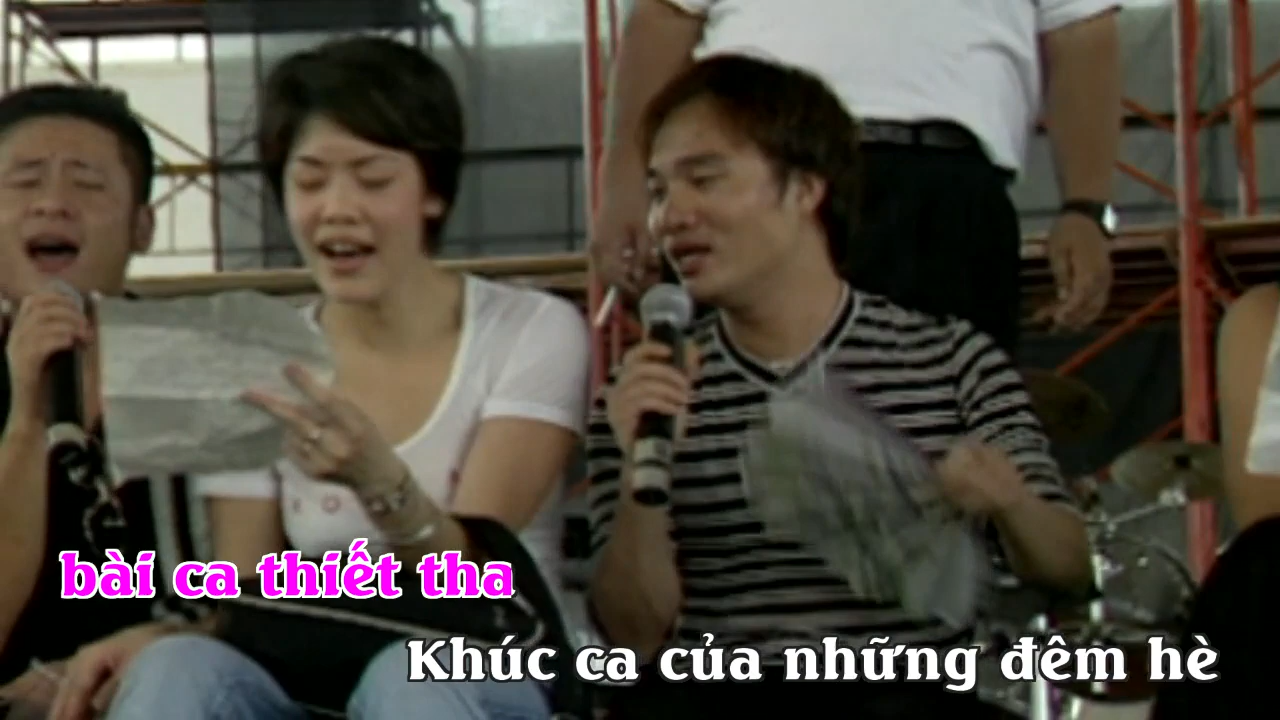 bài ca thiết tha
Khúc ca của những đêm hè